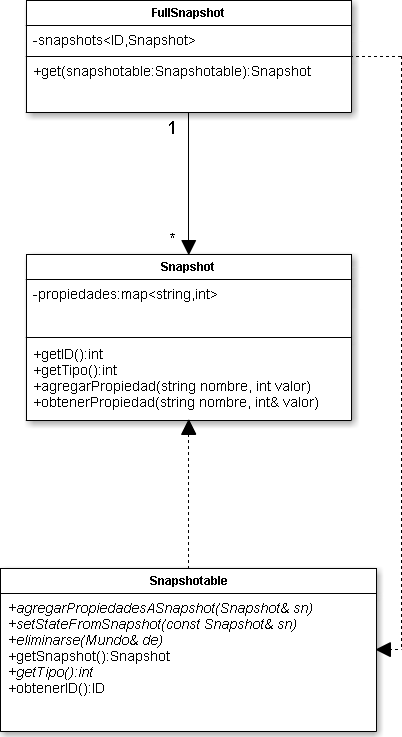 FullSnapshot
-snapshots<ID,Snapshot>
+get(snapshotable:Snapshotable):Snapshot
1
*
Snapshot
-propiedades:map<string,int>
+getID():int
+getTipo():int
+agregarPropiedad(string nombre, int valor)
+obtenerPropiedad(string nombre, int& valor)
Snapshotable
+agregarPropiedadesASnapshot(Snapshot& sn)
+setStateFromSnapshot(const Snapshot& sn)
+eliminarse(Mundo& de)
+getSnapshot():Snapshot
+getTipo():int
+obtenerID():ID